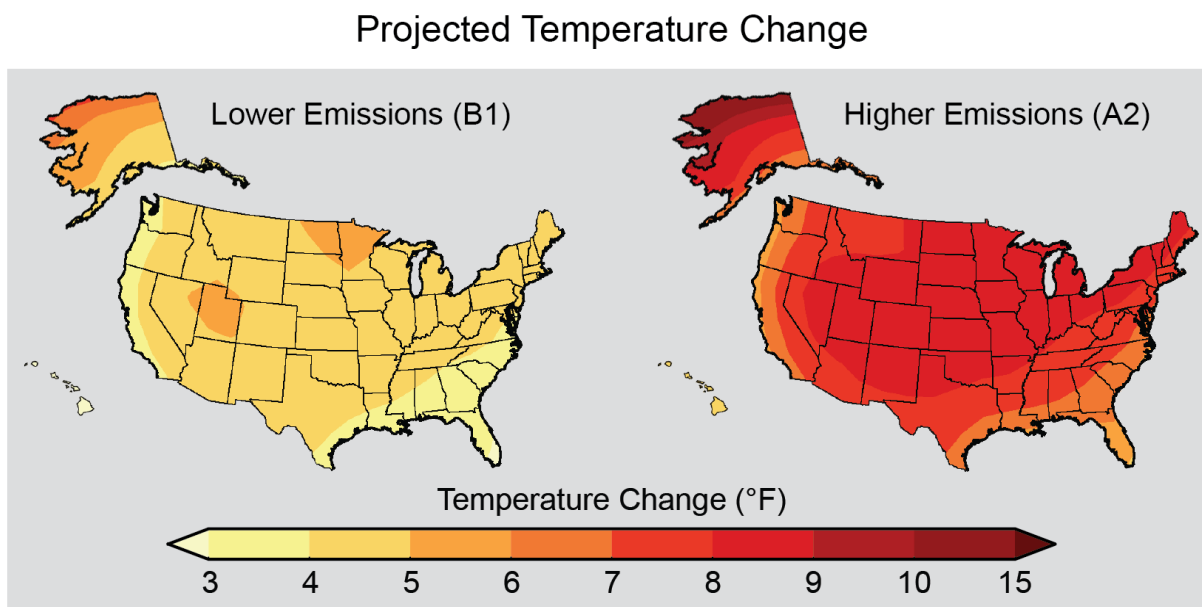 Projected Temperature Change
Lower Emissions (B1)
Higher Emissions (A2)
Temperature Change (°F)
3 4 5 6 7 8 9 10 15